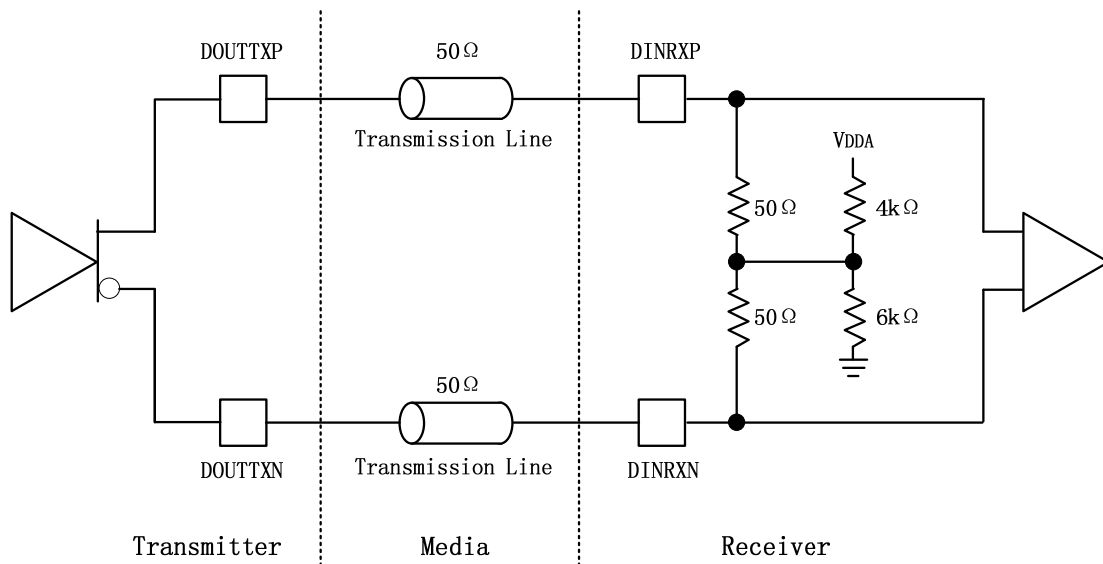 DOUTTXP
50Ω
Transmission Line
DINRXP
VDDA
50Ω
4kΩ
50Ω
6kΩ
DOUTTXN
50Ω
Transmission Line
DINRXN
Transmitter
Media
Receiver